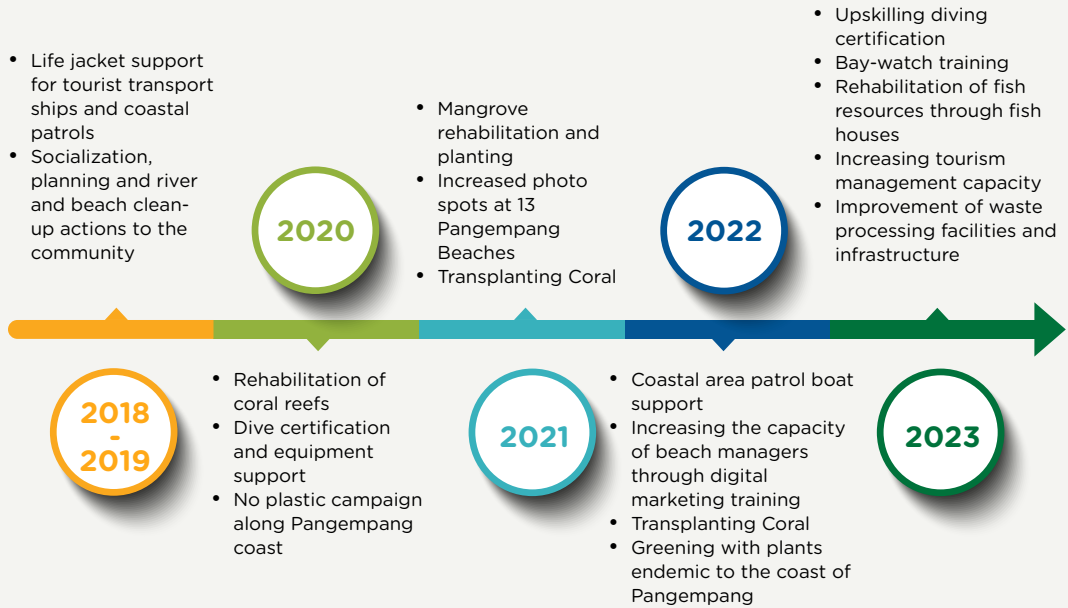 • Life jacket support
for tourist transport
ships and coastal
patrols
• Socialization,
planning and river
and beach clean-
up actions to the
community
2018
-
2019
2020
• Rehabilitation of
coral reefs
• Dive certification
and equipment
support
• No plastic campaign
along Pangempang
coast
• Mangrove
rehabilitation and
planting
• Increased photo
spots at 13
Pangempang
Beaches
• Transplanting Coral
2021
2022
• Coastal area patrol boat
support
• Increasing the capacity
of beach managers
through digital
marketing training
• Transplanting Coral
• Greening with plants
endemic to the coast of
Pangempang
• Upskilling diving
certification
• Bay-watch training
• Rehabilitation of fish
resources through fish
houses
• Increasing tourism
management capacity
• Improvement of waste
processing facilities and
infrastructure
2023